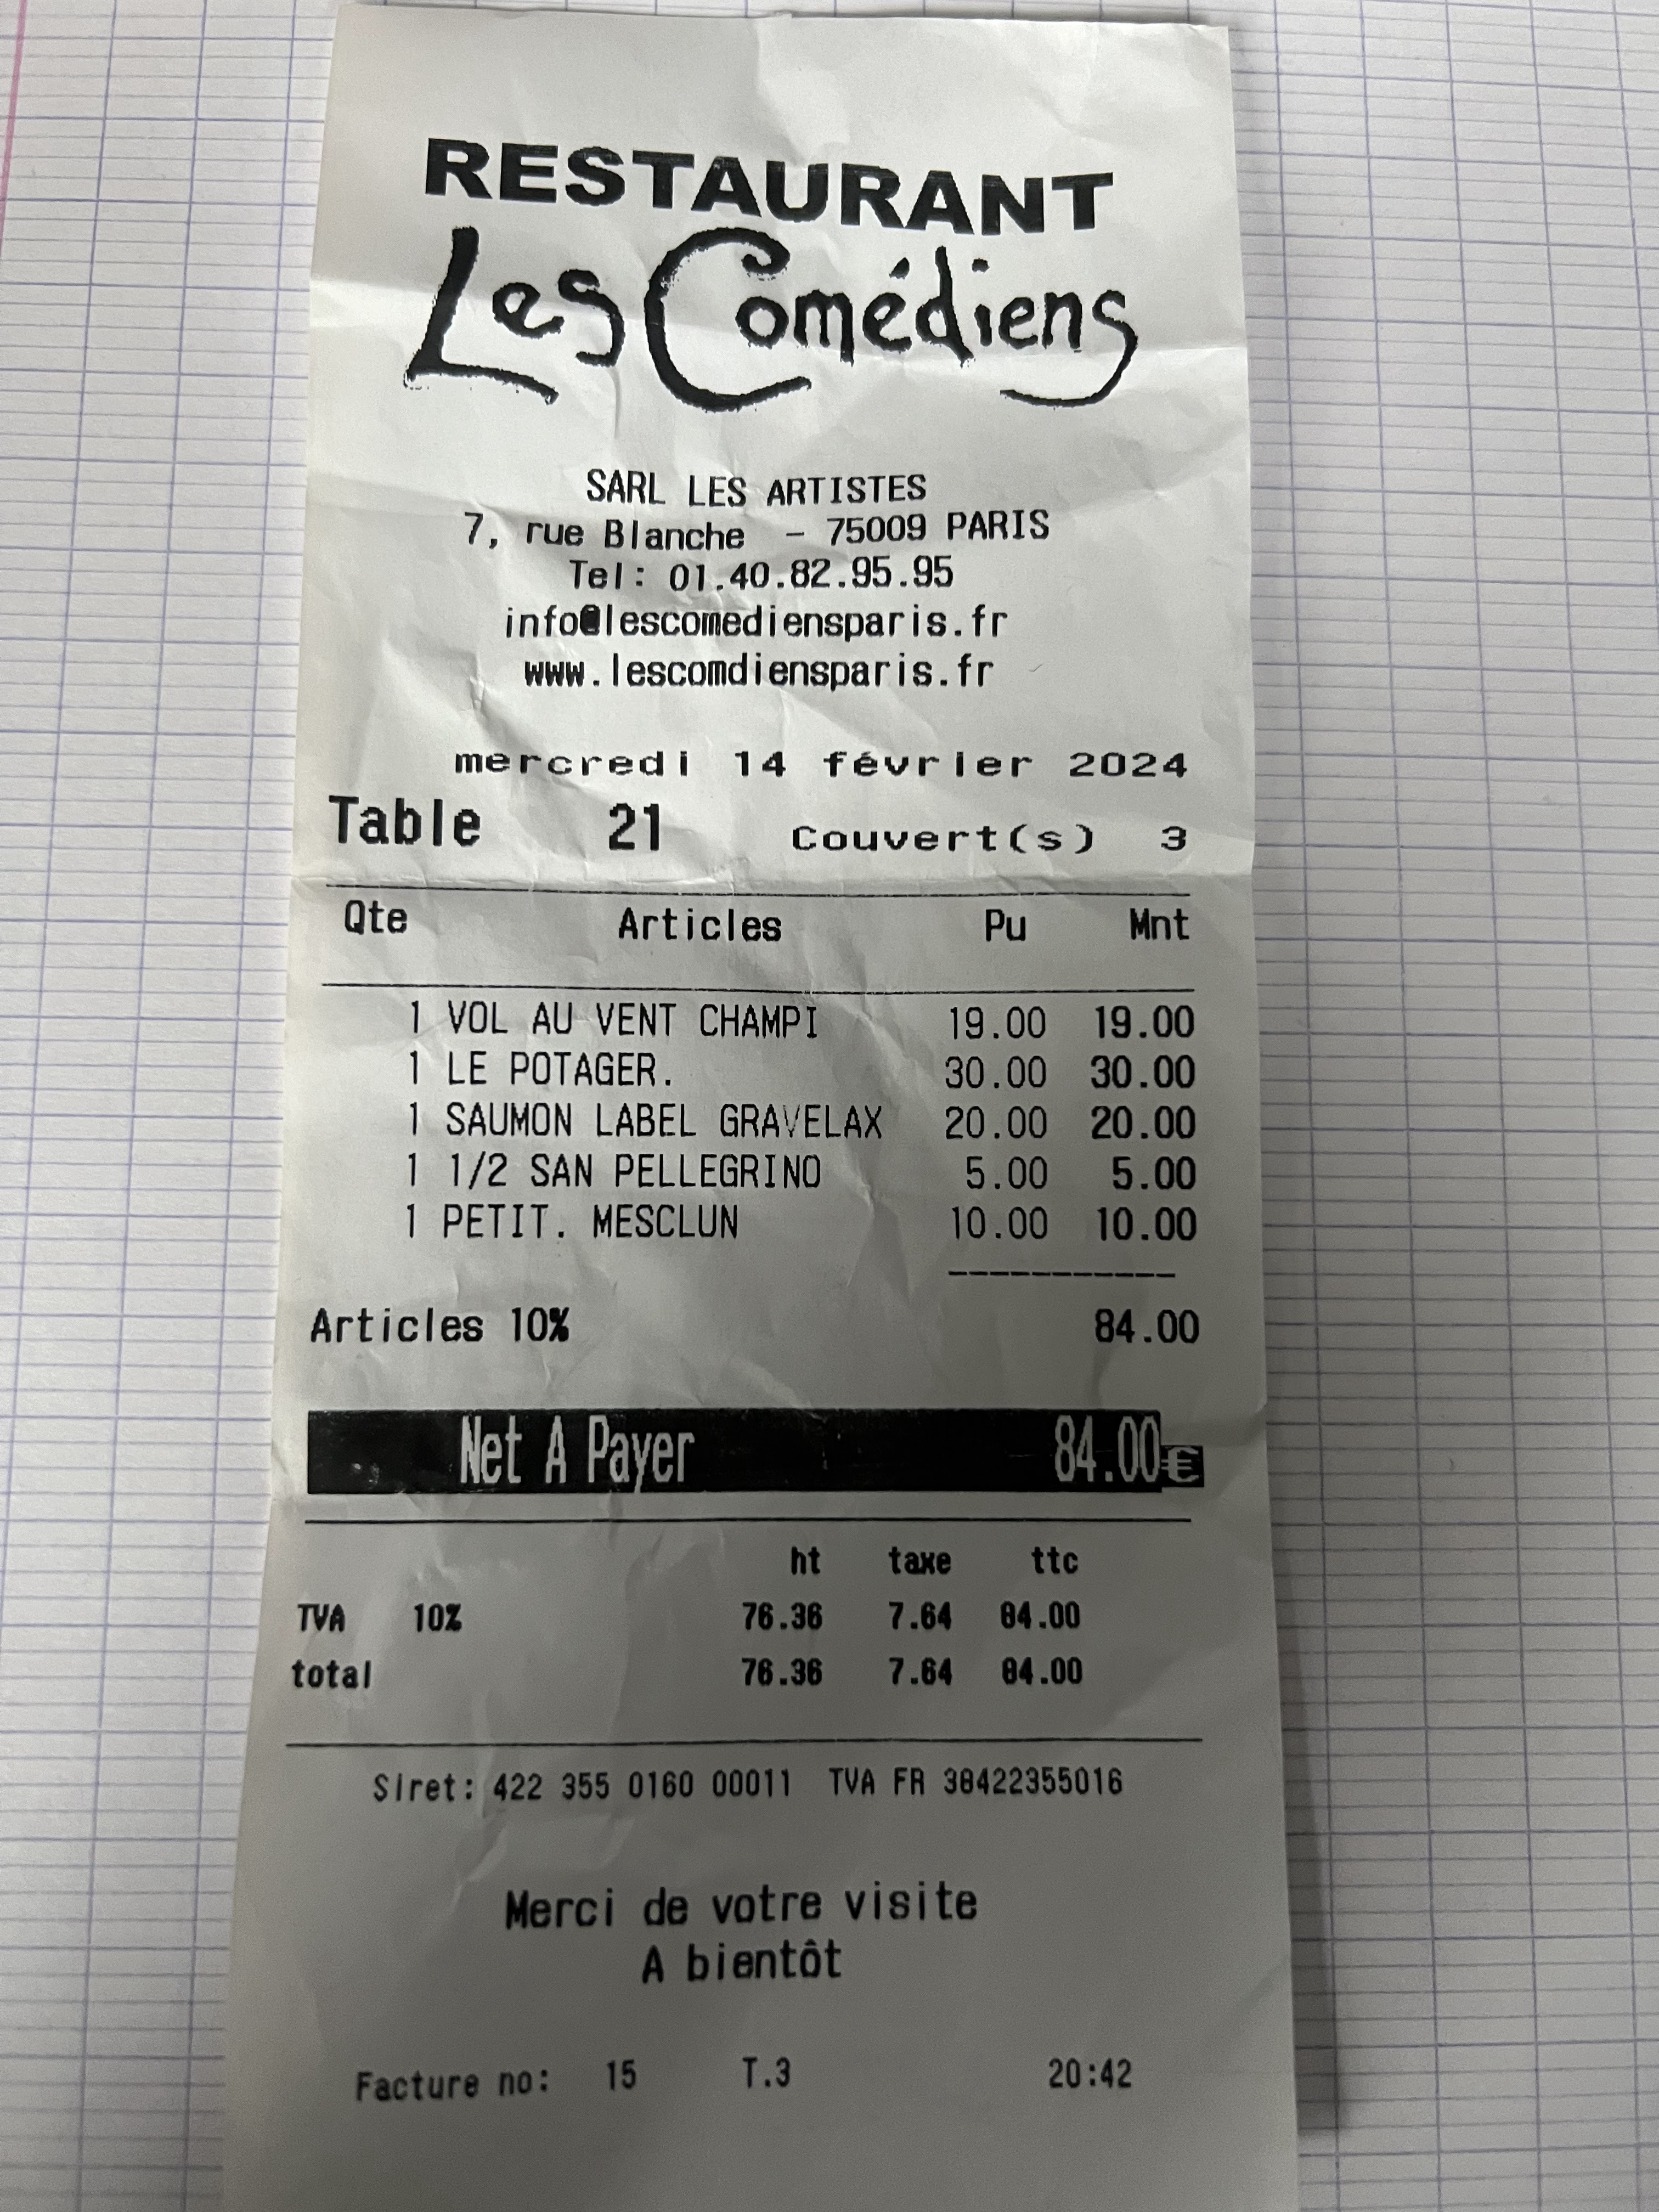 RESTAURANT
Les Comédiens
SARL LES ARTISTES
7, rue Blanche - 75009 PARIS
Tel: 01.40.82.95.95
info@lescomediensparis.fr
www.lescomdiensparis.fr
mercredi 14 février 2024
Table 21 Couvert(s) 3
Qte Articles Pu Mnt
1 VOL AU VENT CHAMPI 19.00 19.00
1 LE POTAGER. 30.00 30.00
1 SAUMON LABEL GRAVELAX 20.00 20.00
1 1/2 SAN PELLEGRINO 5.00 5.00
1 PETIT. MESCLUN 10.00 10.00
-----------
Articles 10% 84.00
Net A Payer 84.00€
ht taxe ttc
TVA 10% 76.36 7.64 84.00
total 76.36 7.64 84.00
Siret: 422 355 0160 00011 TVA FR 38422355016
Merci de votre visite
A bientôt
Facture no: 15 T.3 20:42